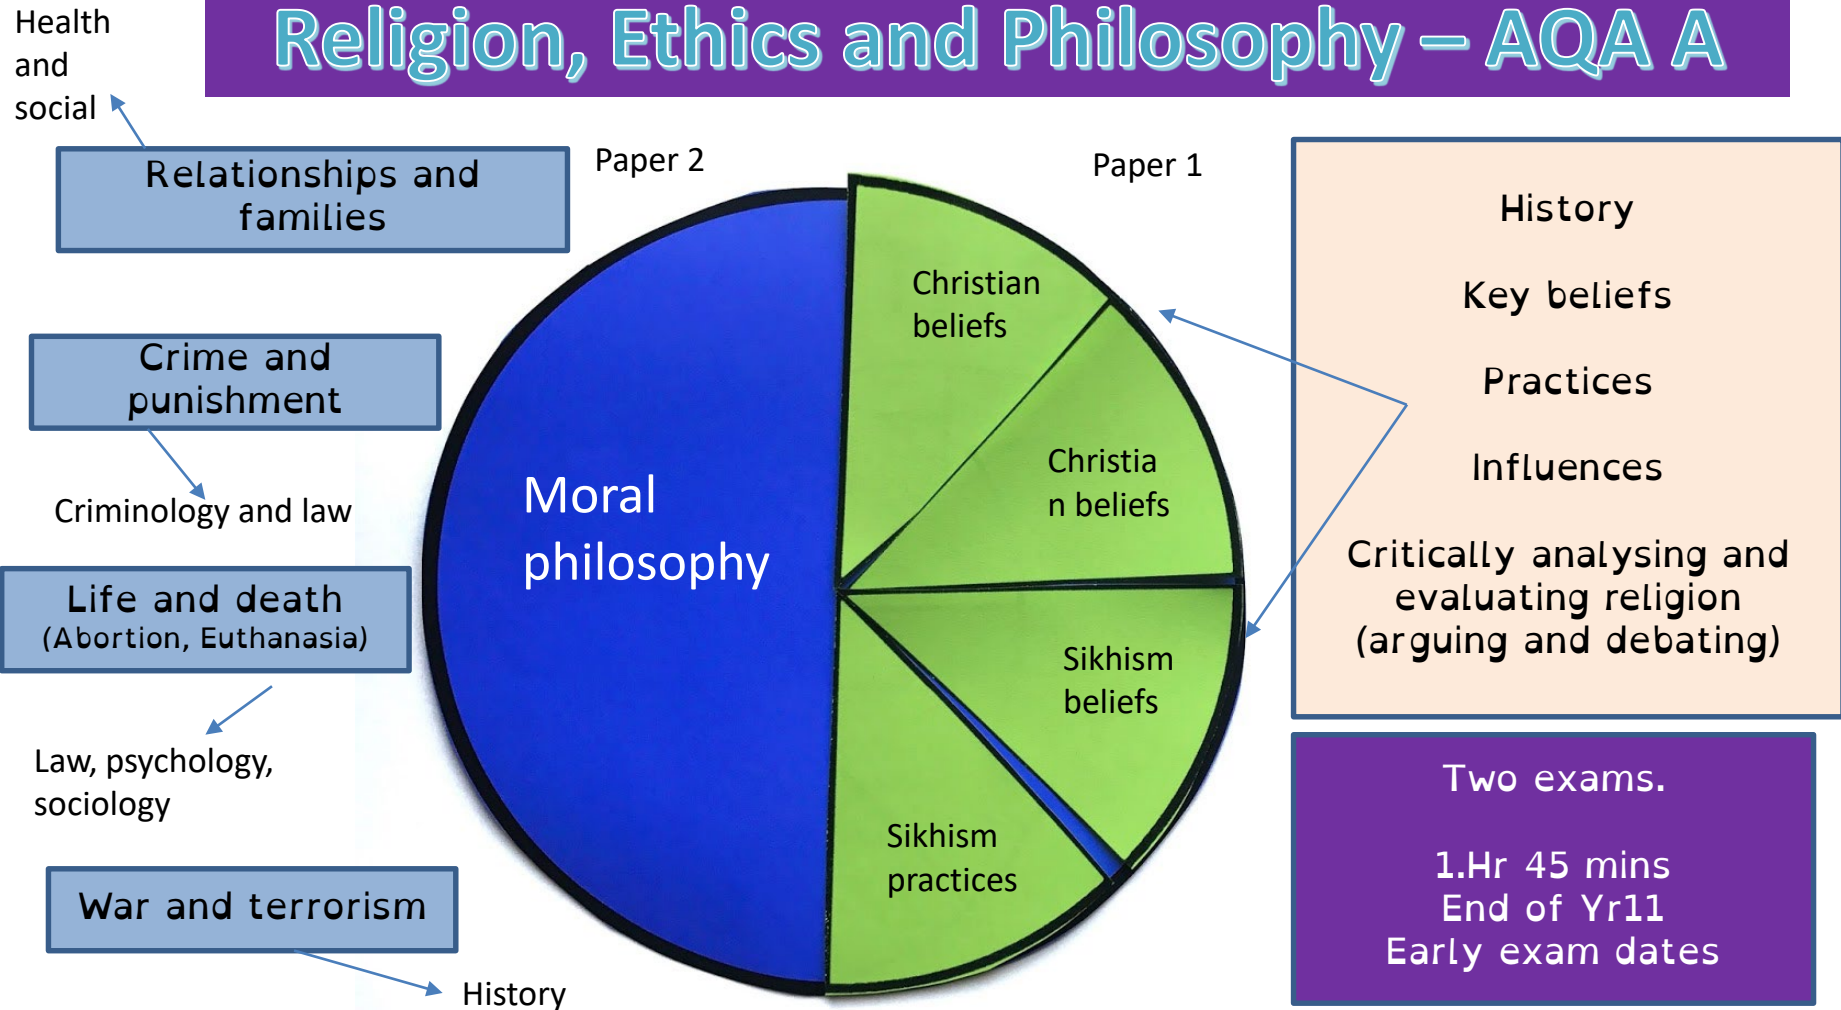 Religion, Ethics and Philosophy – AQA A
Health
and
social
Relationships and
families
Paper 2
Paper 1
Crime and
punishment
Criminology and law
Life and death
(Abortion, Euthanasia)
Law, psychology,
sociology
War and terrorism
History
Moral
philosophy
Christian
beliefs
Christia
n beliefs
Sikhism
beliefs
Sikhism
practices
History
Key beliefs
Practices
Influences
Critically analysing and
evaluating religion
(arguing and debating)
Two exams.
1.Hr 45 mins
End of Yr11
Early exam dates